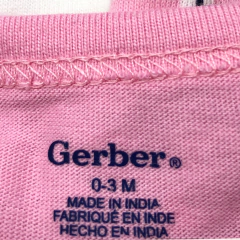 Gerber®
0-3 M
MADE IN INDIA
FABRIQUÉ EN INDE
HECHO EN INDIA